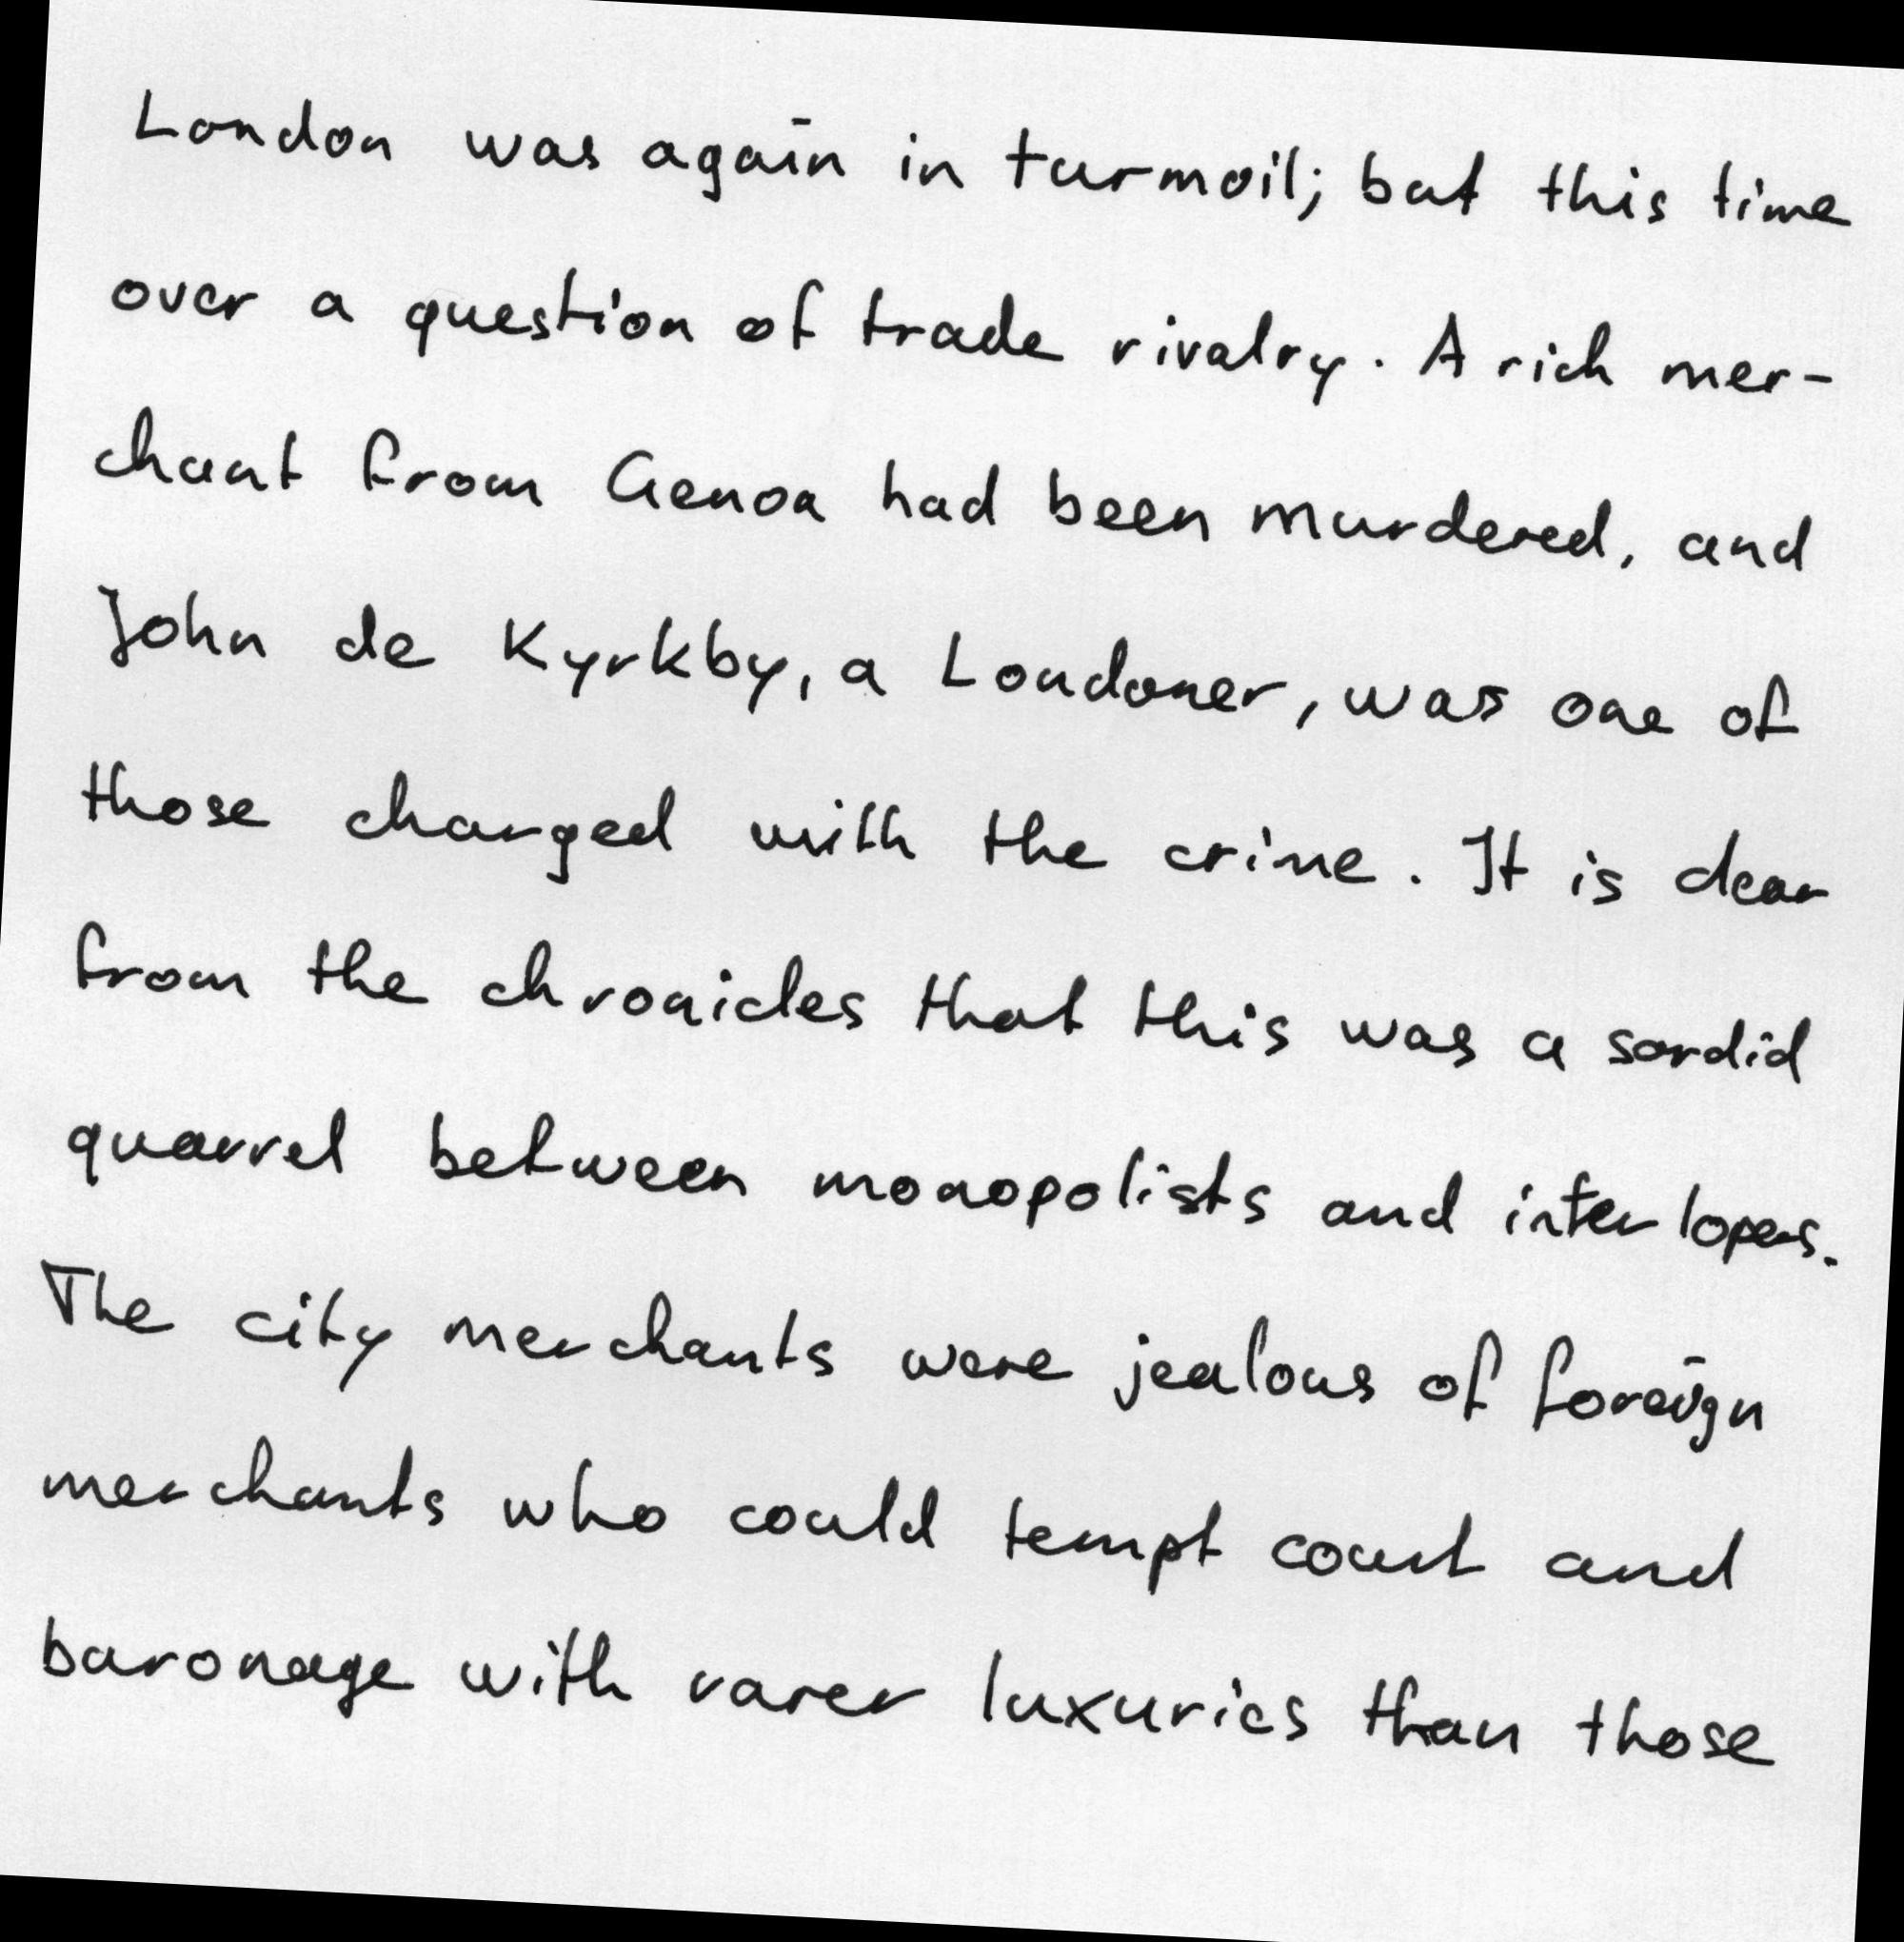 London was again in turmoil; but this time
over a question of trade rivalry. A rich mer-
chant from Genoa had been murdered, and
John de Kyrkby, a Londoner, was one of
those charged with the crime. It is clear
from the chronicles that this was a sordid
quarrel between monopolists and interlopers.
The city merchants were jealous of foreign
merchants who could tempt court and
baronage with rarer luxuries than those